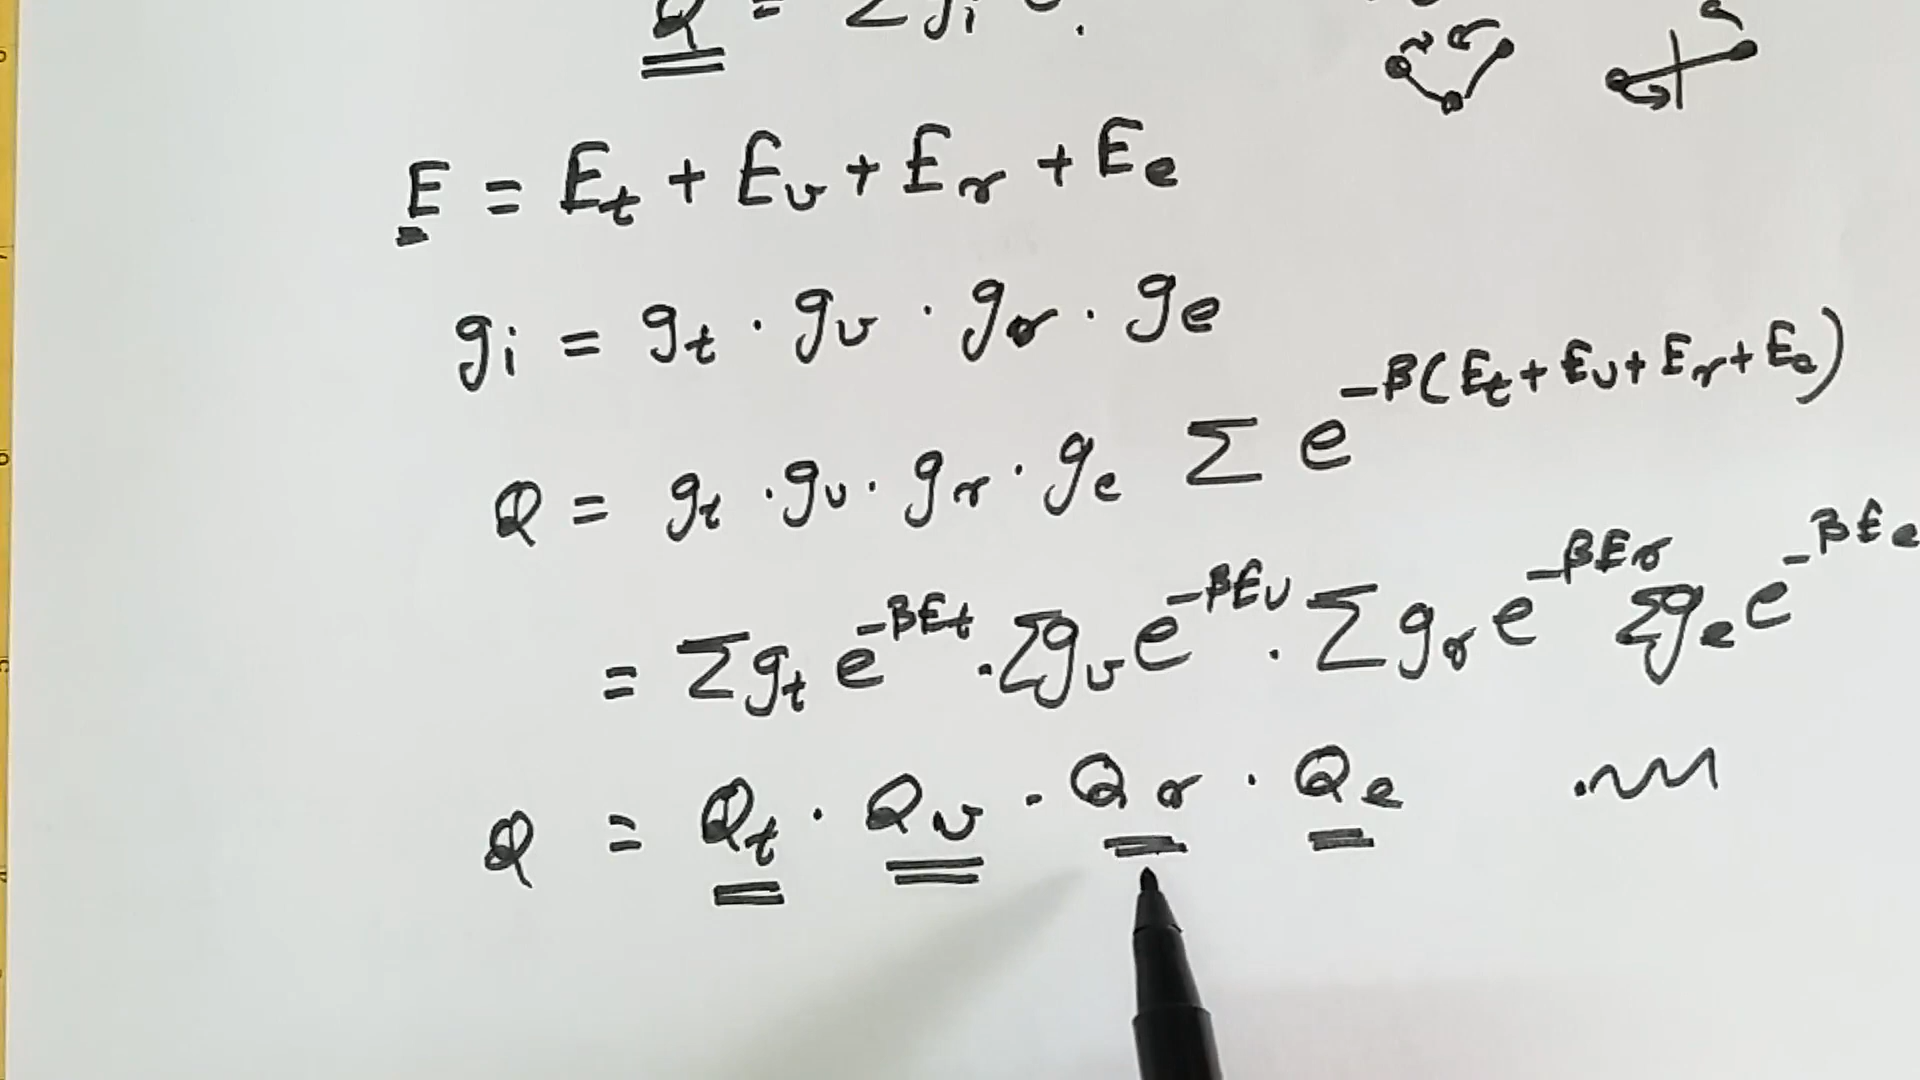 Q = Σ gi
E = Et + Ev + Er + Ee
gi = gt · gv · gr · ge
Q = gt · gv · gr · ge Σ e^-β(Et + Ev + Er + Ee)
= Σ gt e^-βEt · Σ gv e^-βEv · Σ gr e^-βEr Σ ge e^-βEe
Q = Qt · Qv · Qr · Qe